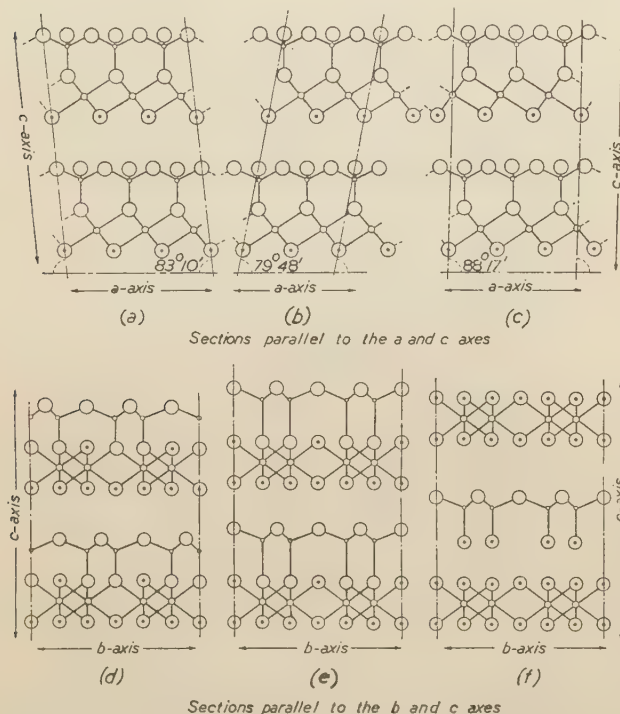 c-axis
83°10'
79°48'
88°17'
c-axis
a-axis
a-axis
a-axis
(a)
(b)
(c)
Sections parallel to the a and c axes
c-axis
b-axis
b-axis
b-axis
(d)
(e)
(f)
Sections parallel to the b and c axes